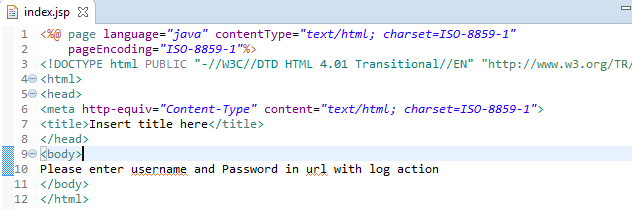 index.jsp
1 <%@ page language="java" contentType="text/html; charset=ISO-8859-1"
2 pageEncoding="ISO-8859-1"%>
3 <!DOCTYPE html PUBLIC "-//W3C//DTD HTML 4.01 Transitional//EN" "http://www.w3.org/TR/
4 <html>
5 <head>
6 <meta http-equiv="Content-Type" content="text/html; charset=ISO-8859-1">
7 <title>Insert title here</title>
8 </head>
9 <body>
10 Please enter username and Password in url with log action
11 </body>
12 </html>